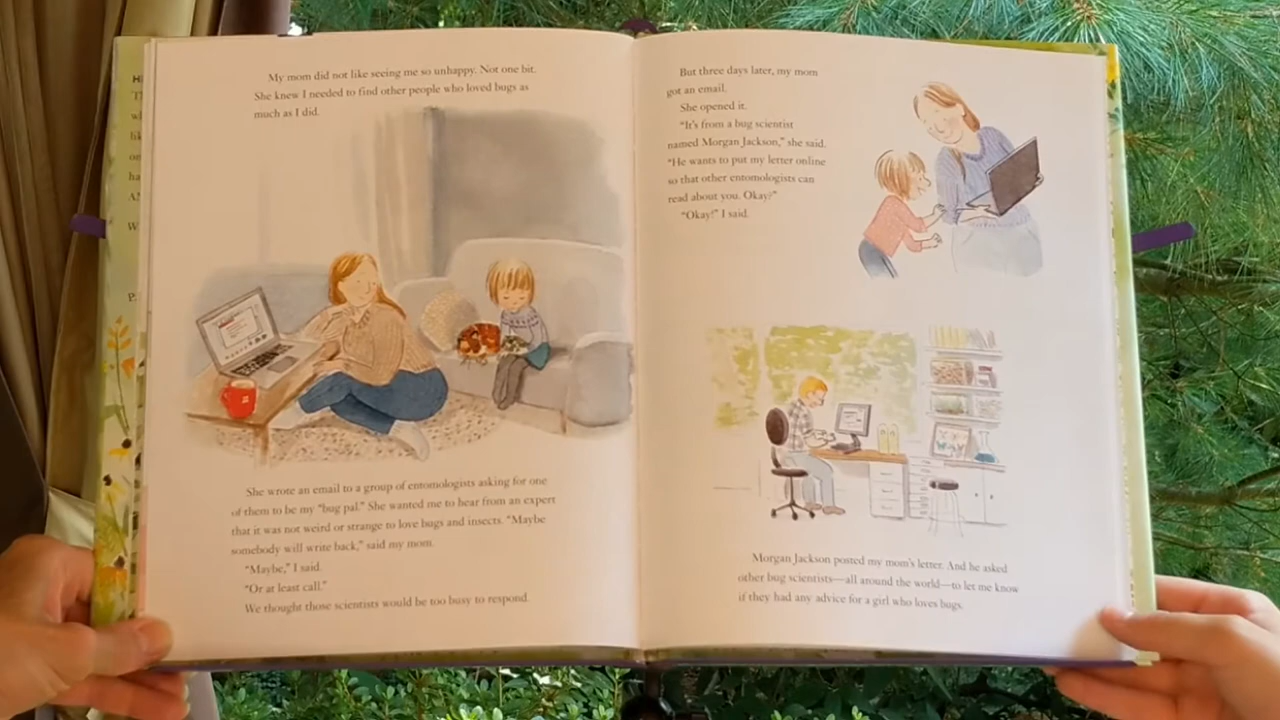 My mom did not like seeing me so unhappy. Not one bit.
She knew I needed to find other people who loved bugs as
much as I did.
She wrote an email to a group of entomologists asking for one
of them to be my “bug pal.” She wanted me to hear from an expert
that it was not weird or strange to love bugs and insects. “Maybe
somebody will write back,” said my mom.
“Maybe,” I said.
“Or at least call.”
We thought those scientists would be too busy to respond.
But three days later, my mom
got an email.
She opened it.
“It’s from a bug scientist
named Morgan Jackson,” she said.
“He wants to put my letter online
so that other entomologists can
read about you. Okay?”
“Okay!” I said.
Morgan Jackson posted my mom’s letter. And he asked
other bug scientists—all around the world—to let me know
if they had any advice for a girl who loves bugs.